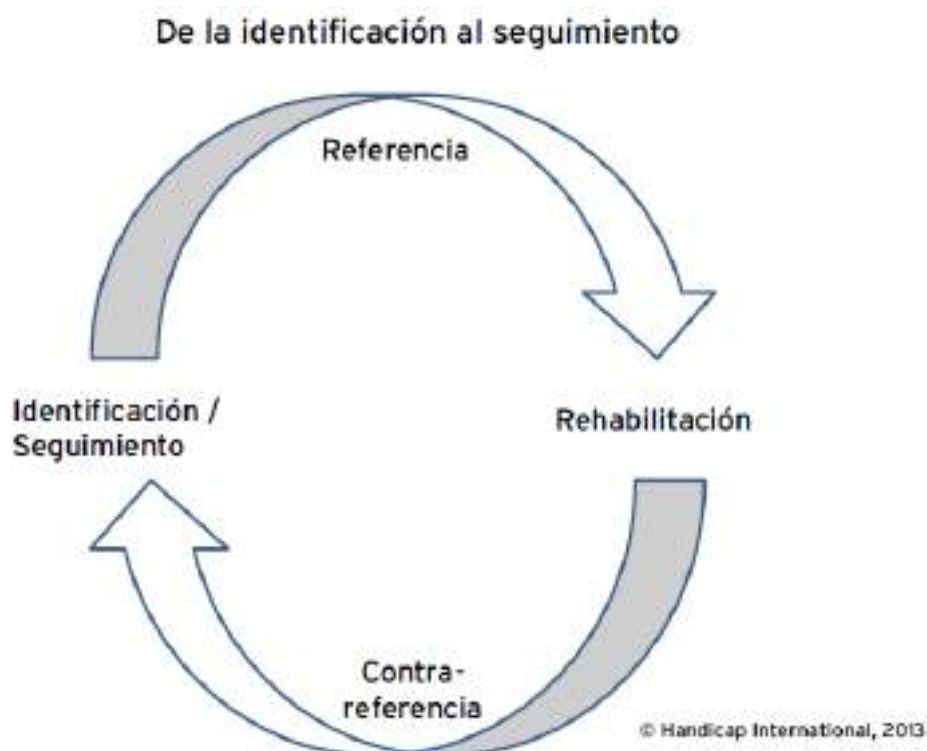 De la identificación al seguimiento
Referencia
Identificación /
Seguimiento
Rehabilitación
Contra-
referencia
© Handicap International, 2013